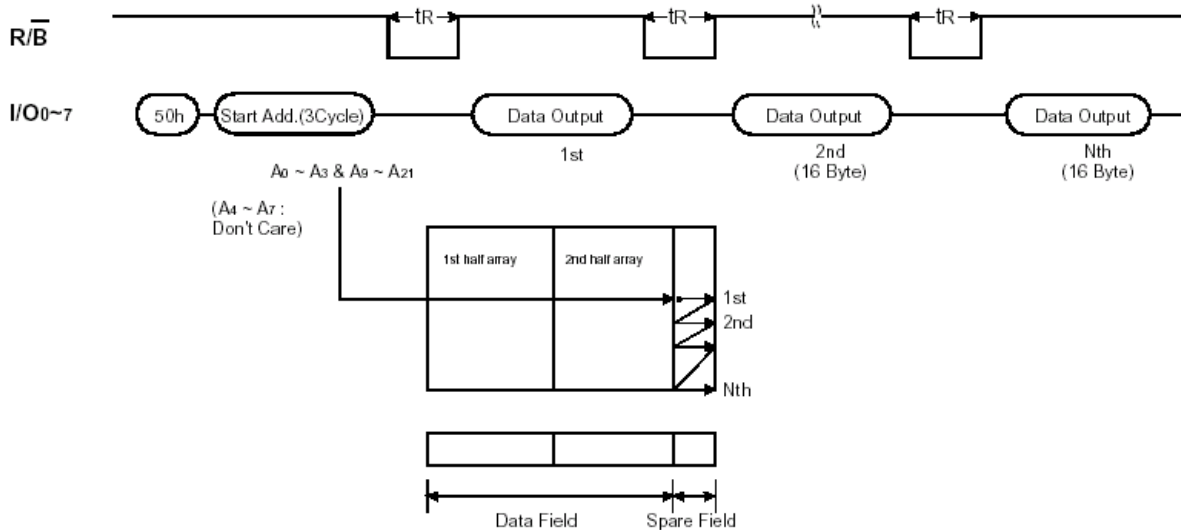 R/B
tR
tR
tR
I/O0~7
50h
Start Add.(3Cycle)
Data Output
Data Output
Data Output
1st
2nd
(16 Byte)
Nth
(16 Byte)
A0 ~ A3 & A9 ~ A21
(A4 ~ A7 :
Don't Care)
1st half array
2nd half array
1st
2nd
Nth
Data Field
Spare Field